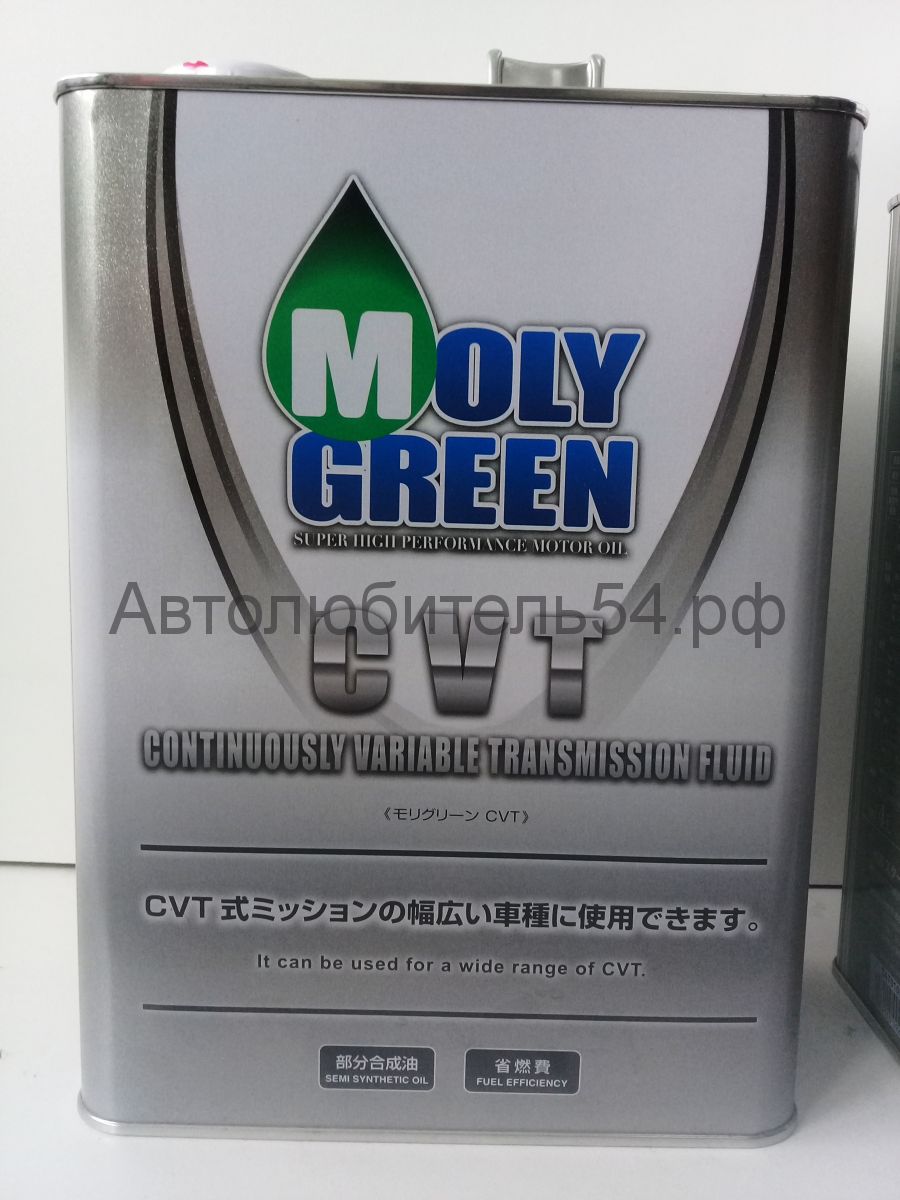 MOLY
GREEN
SUPER HIGH PERFORMANCE MOTOR OIL
Автолюбитель54.рф
CVT
CONTINUOUSLY VARIABLE TRANSMISSION FLUID
《モリグリーン CVT》
CVT式ミッションの幅広い車種に使用できます。
It can be used for a wide range of CVT.
部分合成油
SEMI SYNTHETIC OIL
省燃費
FUEL EFFICIENCY